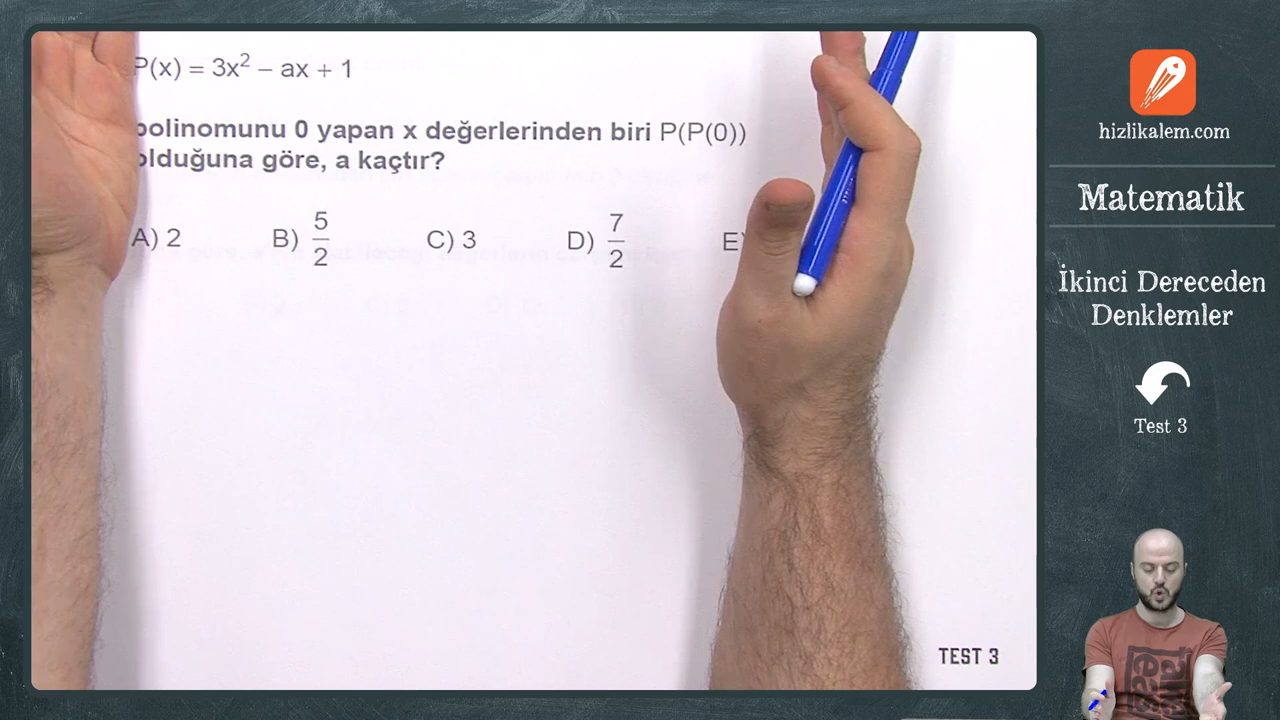 P(x) = 3x² – ax + 1
polinomunu 0 yapan x değerlerinden biri P(P(0))
olduğuna göre, a kaçtır?
A) 2 B) 5/2 C) 3 D) 7/2 E)
TEST 3
hizlikalem.com
Matematik
İkinci Dereceden
Denklemler
Test 3